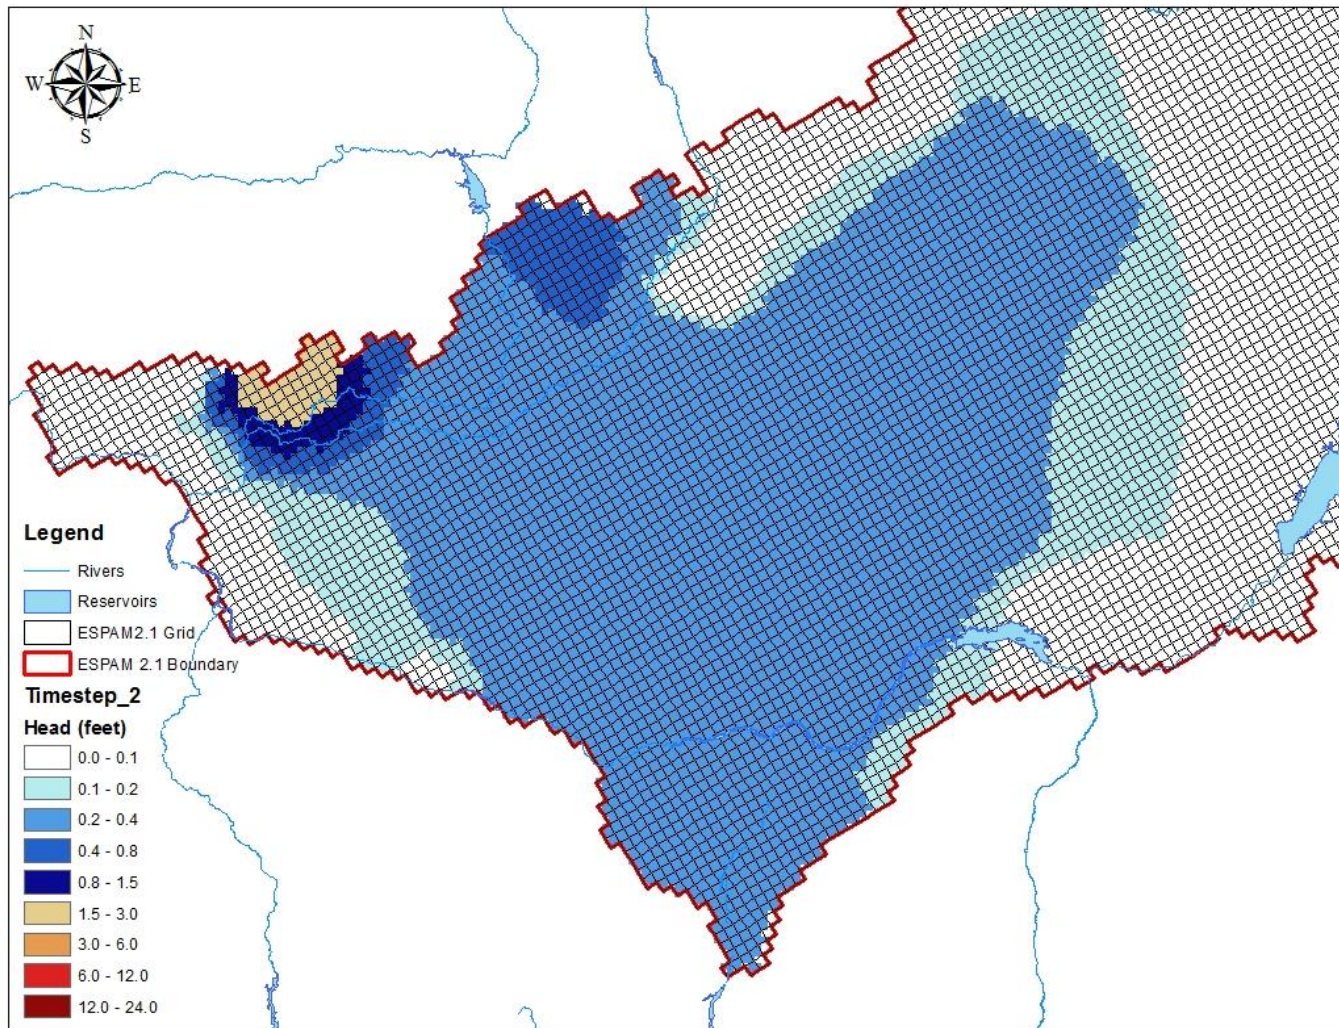 N
W E
S
Legend
Rivers
Reservoirs
ESPAM2.1 Grid
ESPAM 2.1 Boundary
Timestep_2
Head (feet)
0.0 - 0.1
0.1 - 0.2
0.2 - 0.4
0.4 - 0.8
0.8 - 1.5
1.5 - 3.0
3.0 - 6.0
6.0 - 12.0
12.0 - 24.0